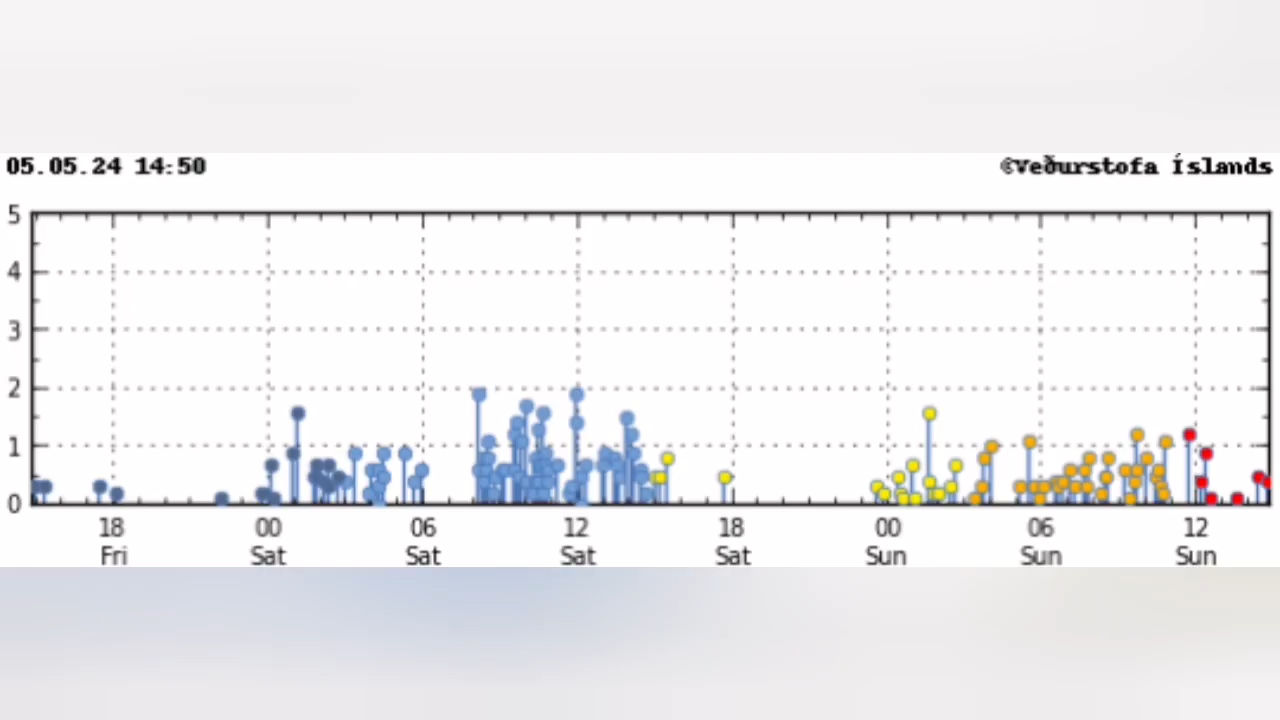 05.05.24 14:50 ©Veðurstofa Íslands
5
4
3
2
1
0
18 00 06 12 18 00 06 12
Fri Sat Sat Sat Sat Sun Sun Sun